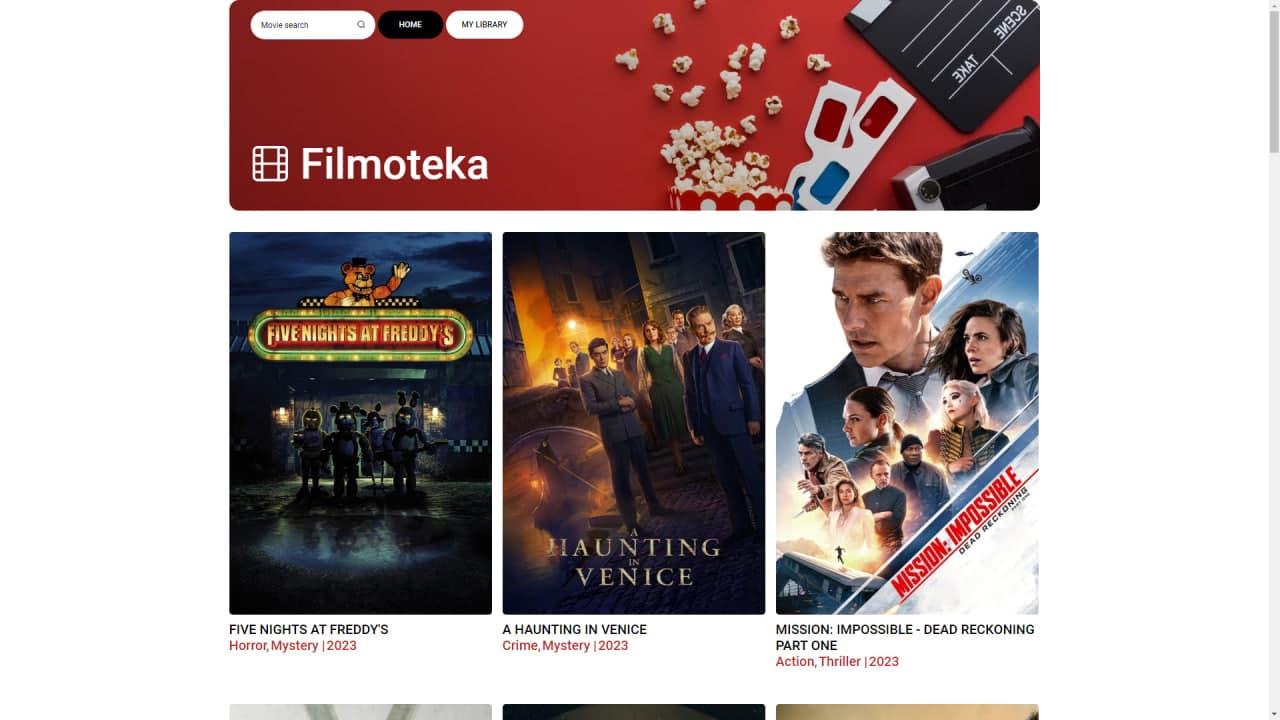 Movie search
HOME
MY LIBRARY
SCENE
TAKE
Filmoteka
FIVE NIGHTS AT FREDDY'S
A
HAUNTING
IN
VENICE
MISSION: IMPOSSIBLE
DEAD RECKONING
FIVE NIGHTS AT FREDDY'S
Horror, Mystery | 2023
A HAUNTING IN VENICE
Crime, Mystery | 2023
MISSION: IMPOSSIBLE - DEAD RECKONING
PART ONE
Action, Thriller | 2023